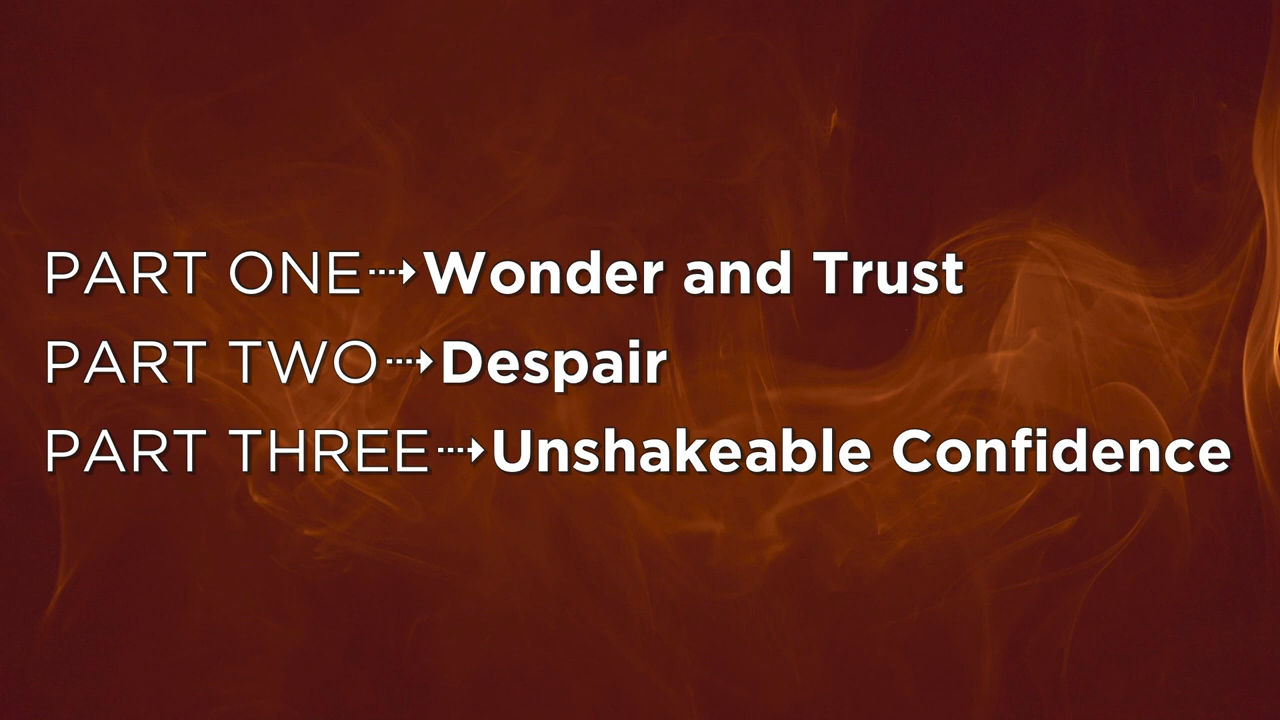 PART ONE⇢Wonder and Trust
PART TWO⇢Despair
PART THREE⇢Unshakeable Confidence